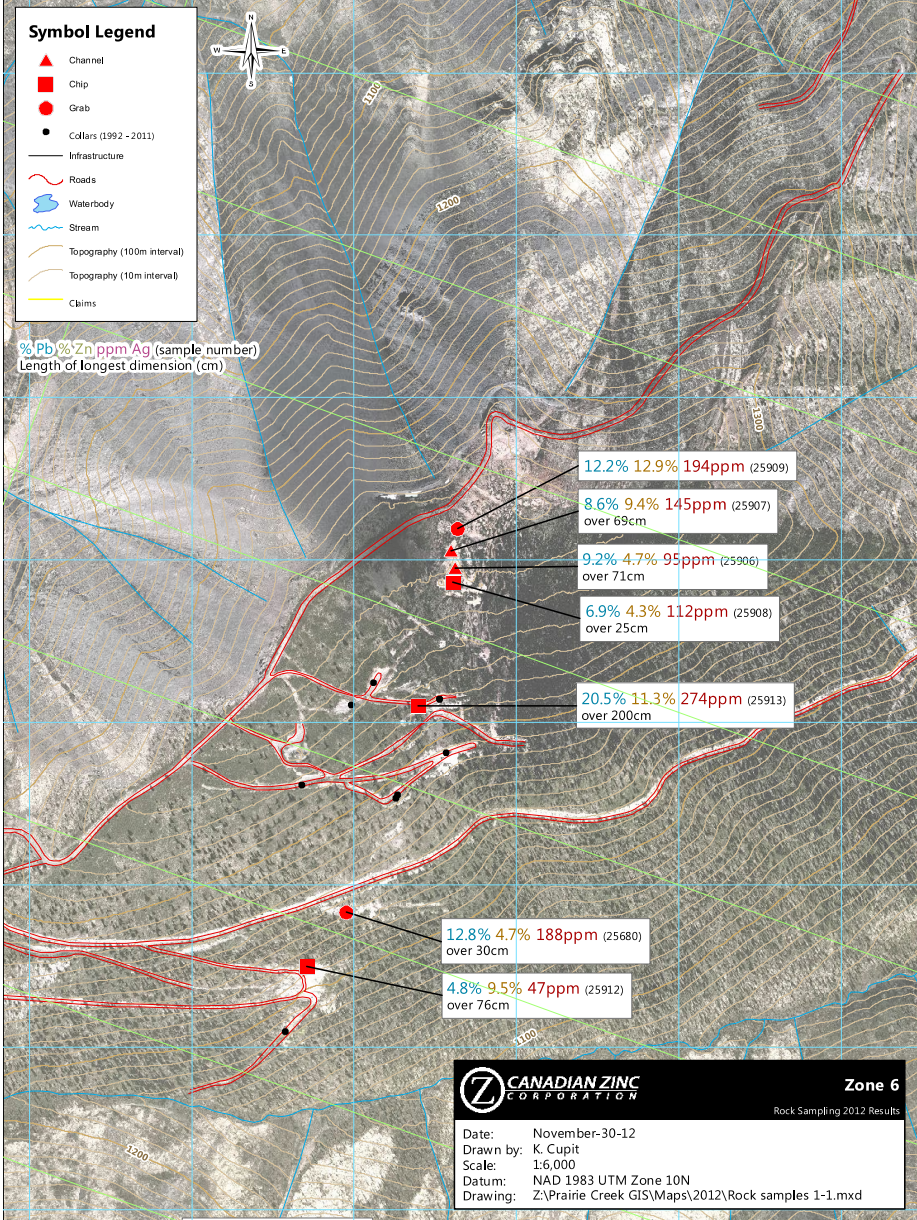 Symbol Legend
Channel
Chip
Grab
Collars (1992 - 2011)
Infrastructure
Roads
Waterbody
Stream
Topography (100m interval)
Topography (10m interval)
Claims
N
W E
S
% Pb % Zn ppm Ag (sample number)
Length of longest dimension (cm)
1100
1200
1300
12.2% 12.9% 194ppm (25909)
8.6% 9.4% 145ppm (25907)
over 69cm
9.2% 4.7% 95ppm (25906)
over 71cm
6.9% 4.3% 112ppm (25908)
over 25cm
20.5% 11.3% 274ppm (25913)
over 200cm
12.8% 4.7% 188ppm (25680)
over 30cm
4.8% 9.5% 47ppm (25912)
over 76cm
1100
1200
Z CANADIAN ZINC
CORPORATION
Zone 6
Rock Sampling 2012 Results
Date: November-30-12
Drawn by: K. Cupit
Scale: 1:6,000
Datum: NAD 1983 UTM Zone 10N
Drawing: Z:\Prairie Creek GIS\Maps\2012\Rock samples 1-1.mxd